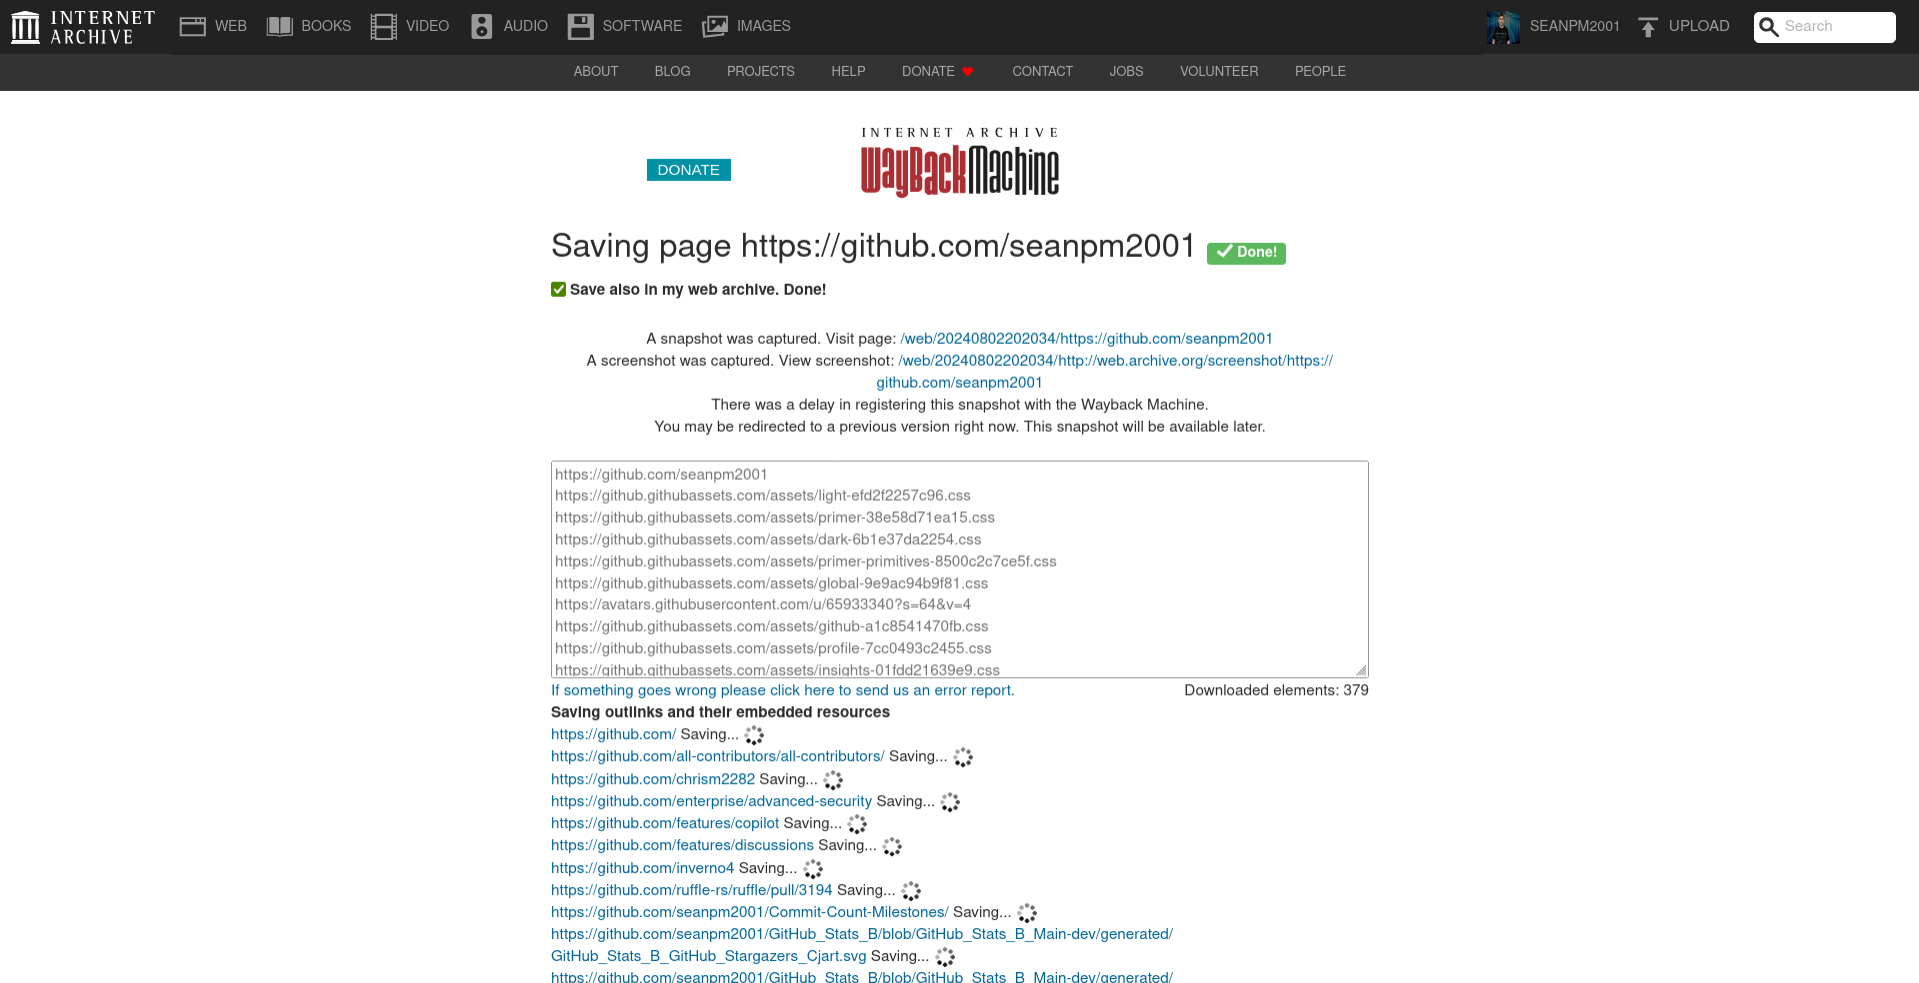 INTERNET ARCHIVE
WEB
BOOKS
VIDEO
AUDIO
SOFTWARE
IMAGES
SEANPM2001
UPLOAD
Search
ABOUT
BLOG
PROJECTS
HELP
DONATE
CONTACT
JOBS
VOLUNTEER
PEOPLE
INTERNET ARCHIVE
WayBackMachine
DONATE
Saving page https://github.com/seanpm2001 Done!
Save also in my web archive. Done!
A snapshot was captured. Visit page: /web/20240802202034/https://github.com/seanpm2001
A screenshot was captured. View screenshot: /web/20240802202034/http://web.archive.org/screenshot/https://
github.com/seanpm2001
There was a delay in registering this snapshot with the Wayback Machine.
You may be redirected to a previous version right now. This snapshot will be available later.
https://github.com/seanpm2001
https://github.githubassets.com/assets/light-efd2f2257c96.css
https://github.githubassets.com/assets/primer-38e58d71ea15.css
https://github.githubassets.com/assets/dark-6b1e37da2254.css
https://github.githubassets.com/assets/primer-primitives-8500c2c7ce5f.css
https://github.githubassets.com/assets/global-9e9ac94b9f81.css
https://avatars.githubusercontent.com/u/65933340?s=64&v=4
https://github.githubassets.com/assets/github-a1c8541470fb.css
https://github.githubassets.com/assets/profile-7cc0493c2455.css
https://github.githubassets.com/assets/insights-01fdd21639e9.css
If something goes wrong please click here to send us an error report.
Downloaded elements: 379
Saving outlinks and their embedded resources
https://github.com/ Saving...
https://github.com/all-contributors/all-contributors/ Saving...
https://github.com/chrism2282 Saving...
https://github.com/enterprise/advanced-security Saving...
https://github.com/features/copilot Saving...
https://github.com/features/discussions Saving...
https://github.com/inverno4 Saving...
https://github.com/ruffle-rs/ruffle/pull/3194 Saving...
https://github.com/seanpm2001/Commit-Count-Milestones/ Saving...
https://github.com/seanpm2001/GitHub_Stats_B/blob/GitHub_Stats_B_Main-dev/generated/
GitHub_Stats_B_GitHub_Stargazers_Cjart.svg Saving...
https://github.com/seanpm2001/GitHub_Stats_B/blob/GitHub_Stats_B_Main-dev/generated/